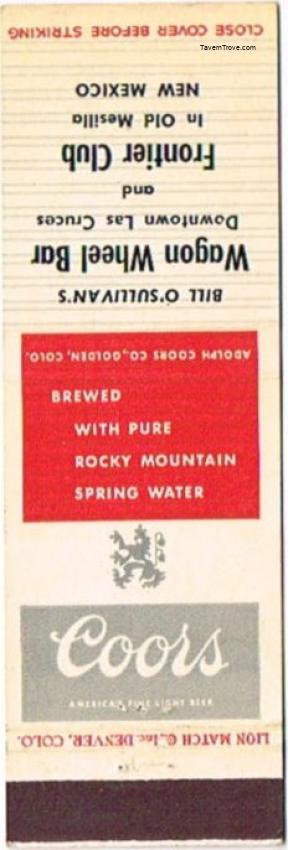 CLOSE COVER BEFORE STRIKING
TavernTrove.com
BILL O'SULLIVAN'S
Wagon Wheel Bar
Downtown Las Cruces
and
Frontier Club
In Old Mesilla
NEW MEXICO
ADOLPH COORS CO., GOLDEN, COLO.
BREWED
WITH PURE
ROCKY MOUNTAIN
SPRING WATER
Coors
AMERICA'S FINE LIGHT BEER
LION MATCH Co., Inc. DENVER, COLO.